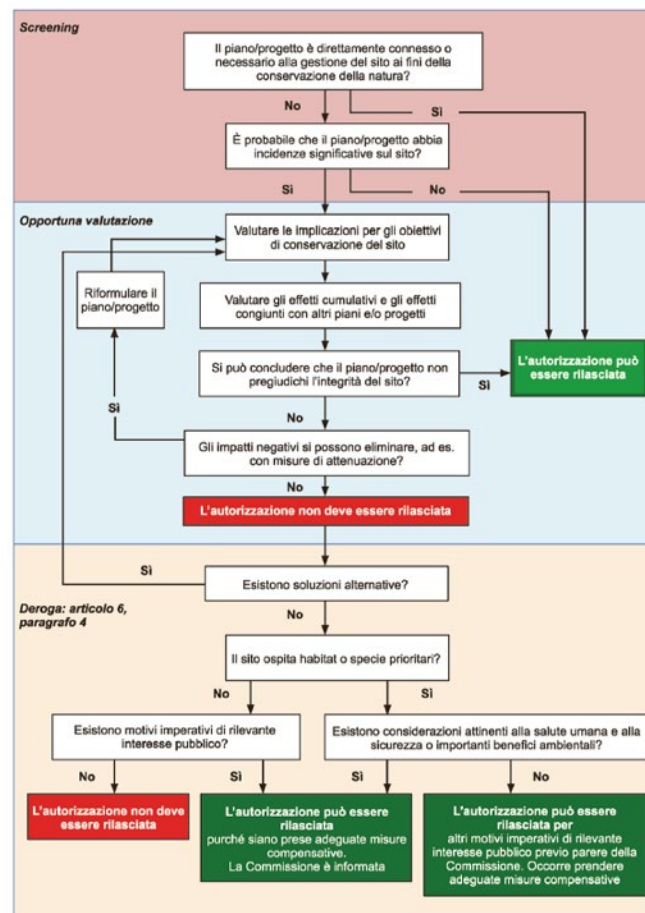 Screening
Il piano/progetto è direttamente connesso o
necessario alla gestione del sito ai fini della
conservazione della natura?
No
Sì
È probabile che il piano/progetto abbia
incidenze significative sul sito?
Sì
No
Opportuna valutazione
Valutare le implicazioni per gli obiettivi
di conservazione del sito
Riformulare il
piano/progetto
Valutare gli effetti cumulativi e gli effetti
congiunti con altri piani e/o progetti
Si può concludere che il piano/progetto non
pregiudichi l'integrità del sito?
Sì
L'autorizzazione può
essere rilasciata
Sì
No
Gli impatti negativi si possono eliminare, ad es.
con misure di attenuazione?
No
L'autorizzazione non deve essere rilasciata
Sì
Esistono soluzioni alternative?
Deroga: articolo 6,
paragrafo 4
No
Il sito ospita habitat o specie prioritari?
No
Sì
Esistono motivi imperativi di rilevante
interesse pubblico?
Esistono considerazioni attinenti alla salute umana e alla
sicurezza o importanti benefici ambientali?
No
Sì
Sì
No
L'autorizzazione non deve
essere rilasciata
L'autorizzazione può essere
rilasciata
purché siano prese adeguate misure
compensative.
La Commissione è informata
L'autorizzazione può essere
rilasciata per
altri motivi imperativi di rilevante
interesse pubblico previo parere della
Commissione. Occorre prendere
adeguate misure compensative